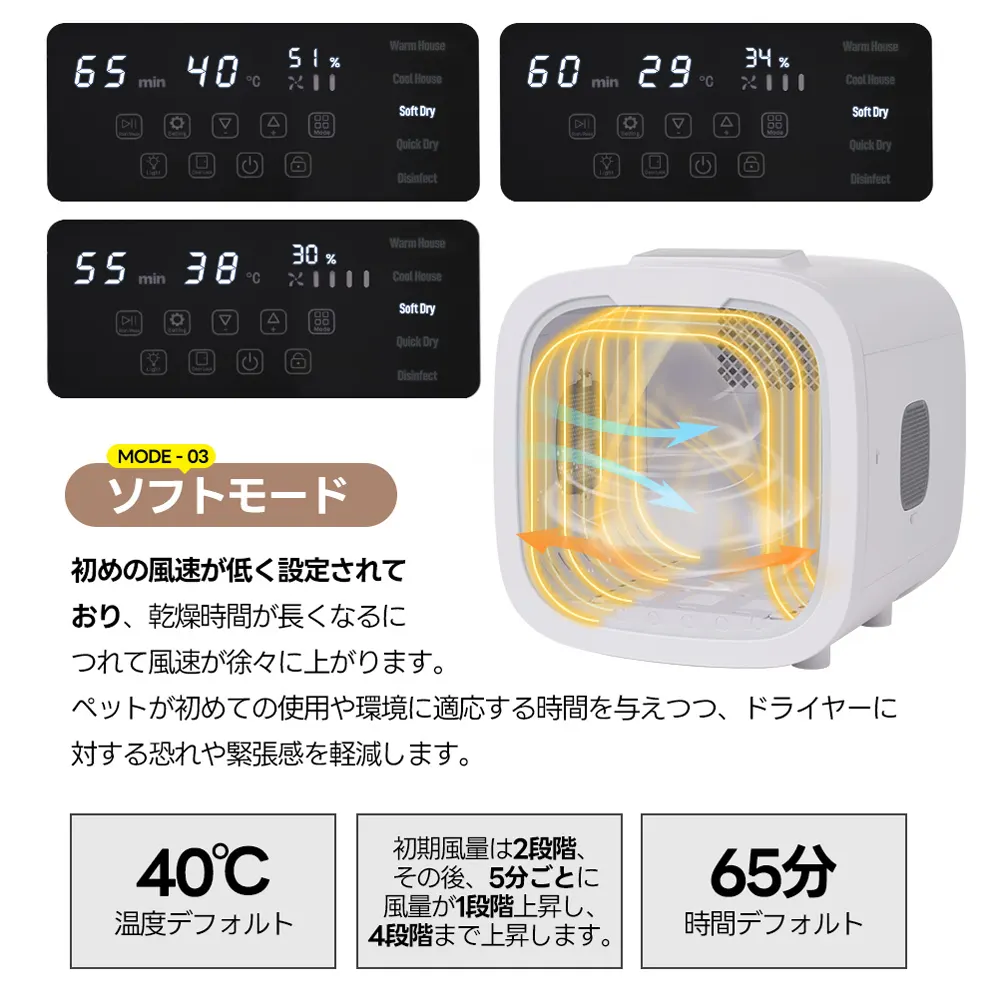 65 min 40 °C 51 %
Warm House
Cool House
Soft Dry
Quick Dry
Disinfect
Setting
Mode
Light
60 min 29 °C 34 %
Warm House
Cool House
Soft Dry
Quick Dry
Disinfect
Setting
Mode
Light
55 min 38 °C 30 %
Warm House
Cool House
Soft Dry
Quick Dry
Disinfect
Setting
Mode
Light
MODE - 03
ソフトモード
初めの風速が低く設定されて
おり、乾燥時間が長くなるに
つれて風速が徐々に上がります。
ペットが初めての使用や環境に適応する時間を与えつつ、ドライヤーに
対する恐れや緊張感を軽減します。
40℃
温度デフォルト
初期風量は2段階、
その後、5分ごとに
風量が1段階上昇し、
4段階まで上昇します。
65分
時間デフォルト